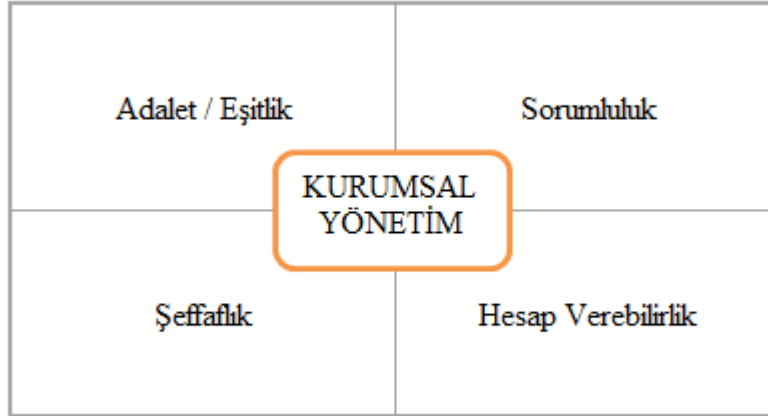 Adalet / Eşitlik
Sorumluluk
KURUMSAL
YÖNETİM
Şeffaflık
Hesap Verebilirlik